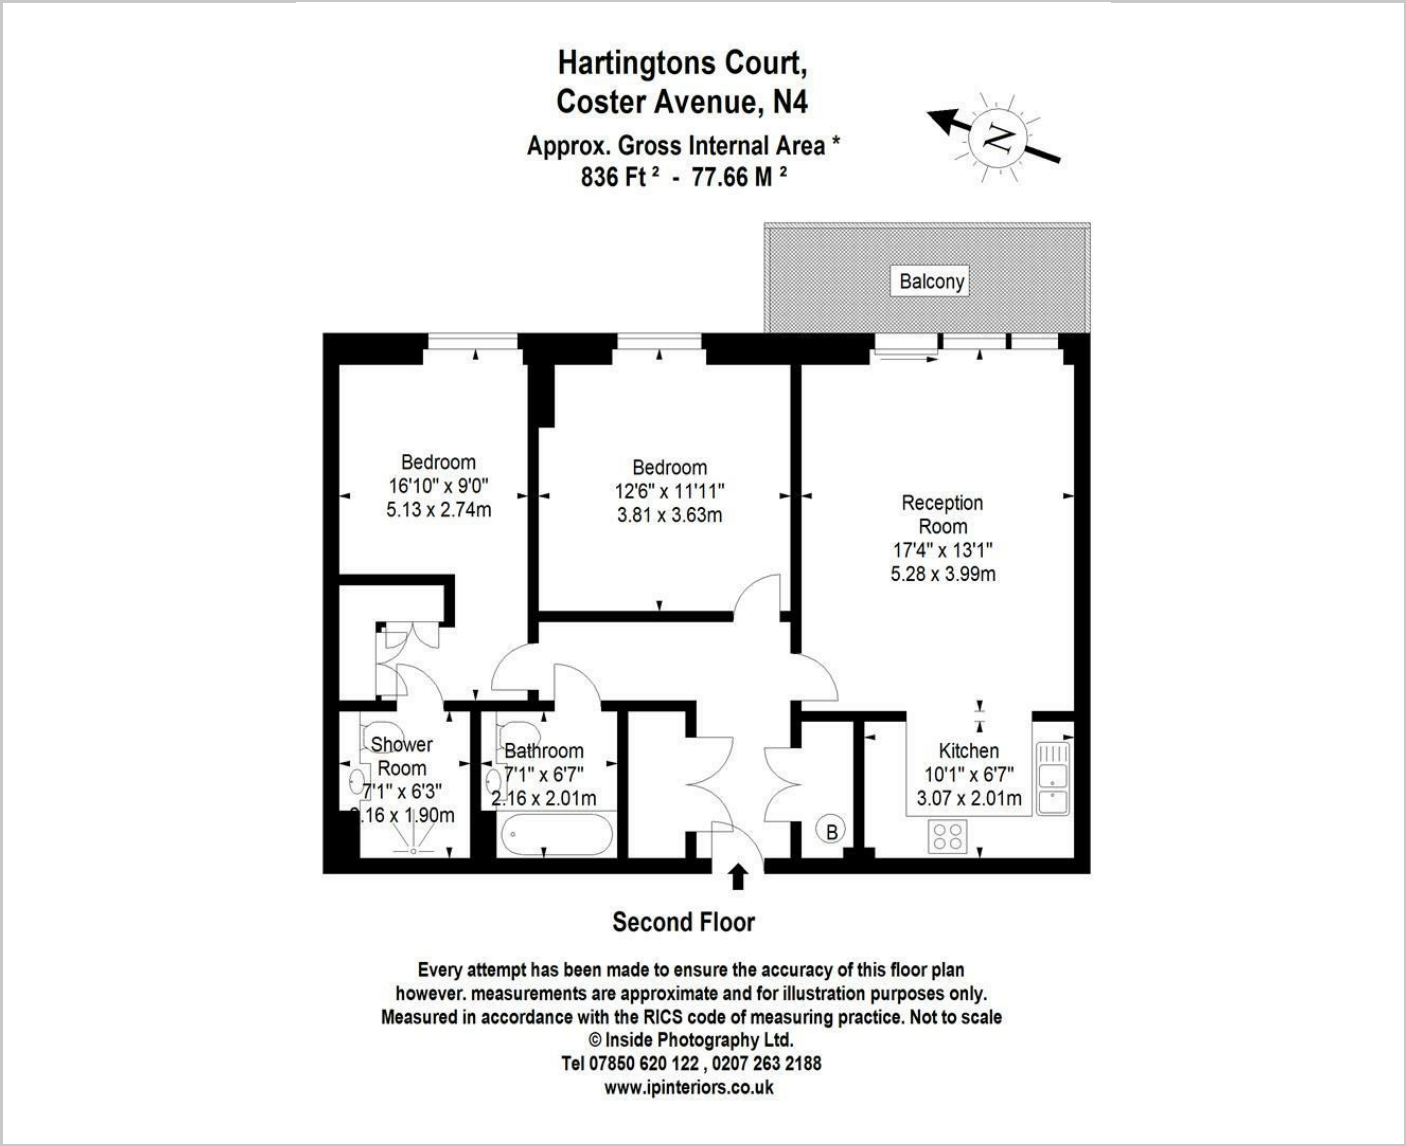 Hartingtons Court,
Coster Avenue, N4
Approx. Gross Internal Area *
836 Ft ² - 77.66 M ²
N
Balcony
Bedroom
16'10" x 9'0"
5.13 x 2.74m
Bedroom
12'6" x 11'11"
3.81 x 3.63m
Reception
Room
17'4" x 13'1"
5.28 x 3.99m
Shower
Room
7'1" x 6'3"
2.16 x 1.90m
Bathroom
7'1" x 6'7"
2.16 x 2.01m
B
Kitchen
10'1" x 6'7"
3.07 x 2.01m
Second Floor
Every attempt has been made to ensure the accuracy of this floor plan
however. measurements are approximate and for illustration purposes only.
Measured in accordance with the RICS code of measuring practice. Not to scale
© Inside Photography Ltd.
Tel 07850 620 122 , 0207 263 2188
www.ipinteriors.co.uk